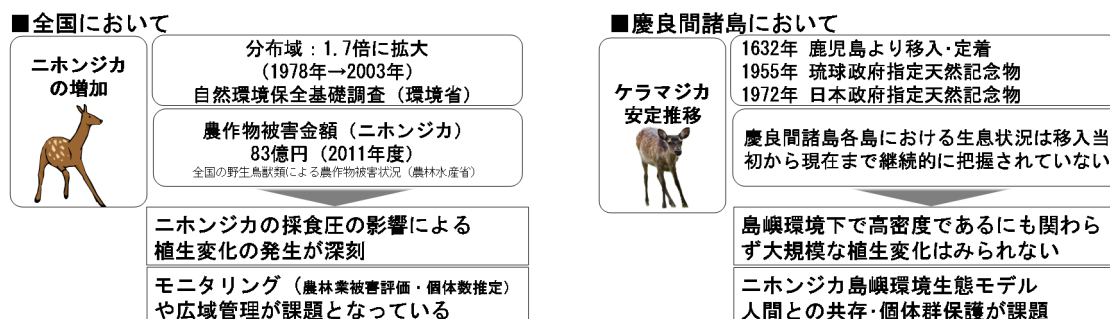 ■全国において
ニホンジカ
の増加
分布域：1.7倍に拡大
（1978年→2003年）
自然環境保全基礎調査（環境省）
農作物被害金額（ニホンジカ）
83億円（2011年度）
全国の野生鳥獣類による農作物被害状況（農林水産省）
ニホンジカの採食圧の影響による
植生変化の発生が深刻
モニタリング（農林業被害評価・個体数推定）
や広域管理が課題となっている
■慶良間諸島において
ケラマジカ
安定推移
1632年 鹿児島より移入・定着
1955年 琉球政府指定天然記念物
1972年 日本政府指定天然記念物
慶良間諸島各島における生息状況は移入当
初から現在まで継続的に把握されていない
島嶼環境下で高密度であるにも関わら
ず大規模な植生変化はみられない
ニホンジカ島嶼環境生態モデル
人間との共存・個体群保護が課題